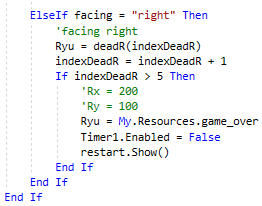 ElseIf facing = "right" Then
'facing right
Ryu = deadR(indexDeadR)
indexDeadR = indexDeadR + 1
If indexDeadR > 5 Then
'Rx = 200
'Ry = 100
Ryu = My.Resources.game_over
Timer1.Enabled = False
restart.Show()
End If
End If
End If